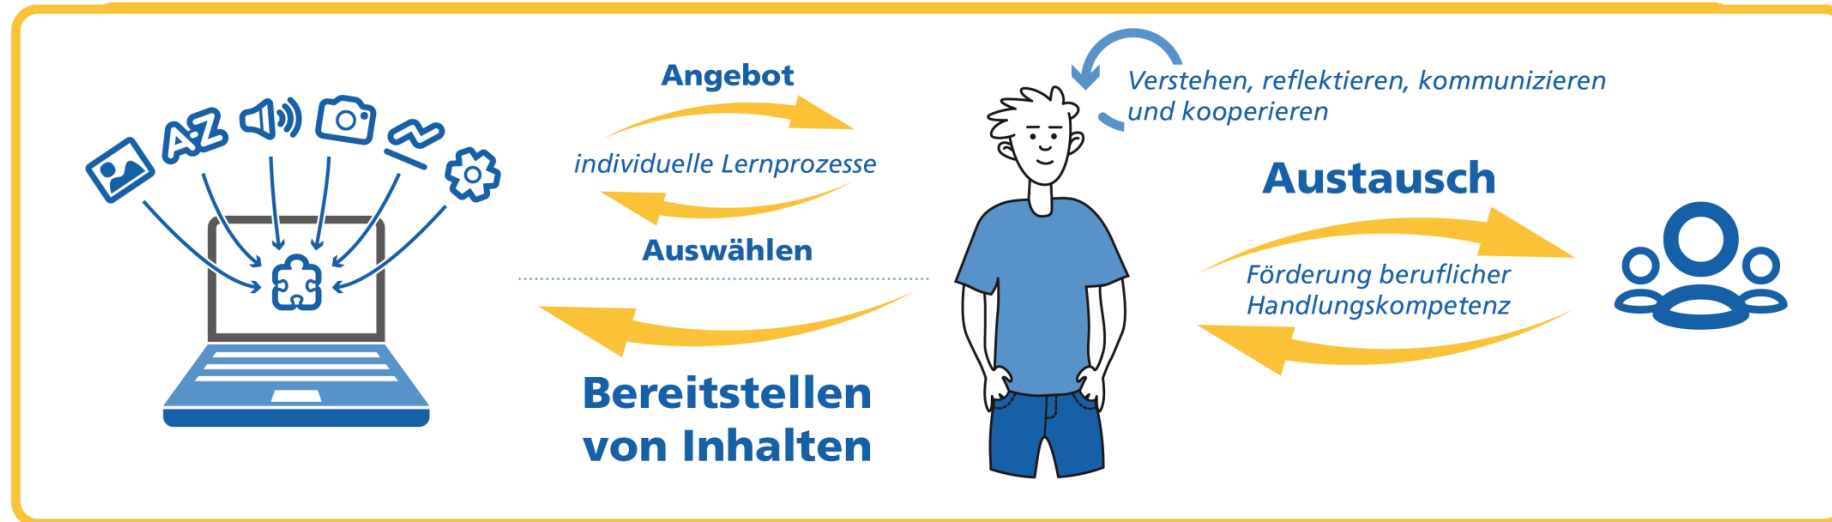 A-Z
Angebot
individuelle Lernprozesse
Auswählen
Bereitstellen
von Inhalten
Verstehen, reflektieren, kommunizieren
und kooperieren
Austausch
Förderung beruflicher
Handlungskompetenz